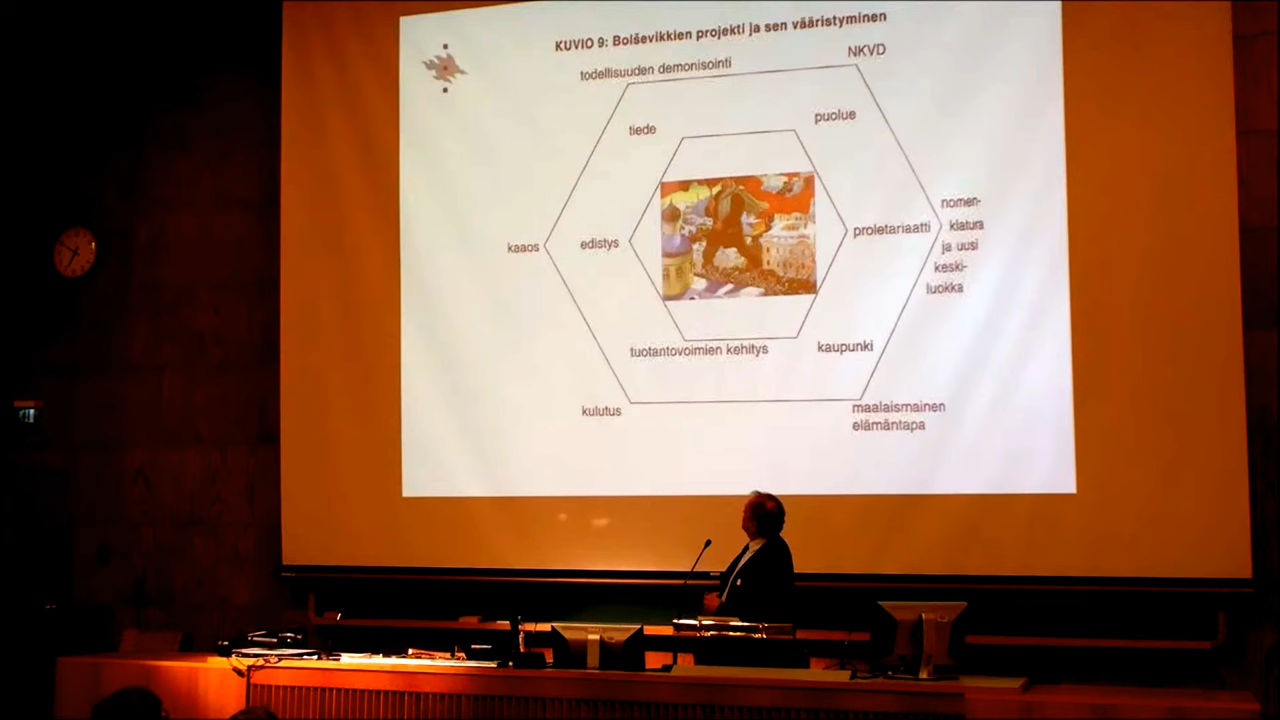 KUVIO 9: Bolševikkien projekti ja sen vääristyminen
todellisuuden demonisointi
NKVD
tiede
puolue
kaaos
edistys
proletariaatti
nomen-
klatura
ja uusi
keski-
luokka
tuotantovoimien kehitys
kaupunki
kulutus
maalaismainen
elämäntapa